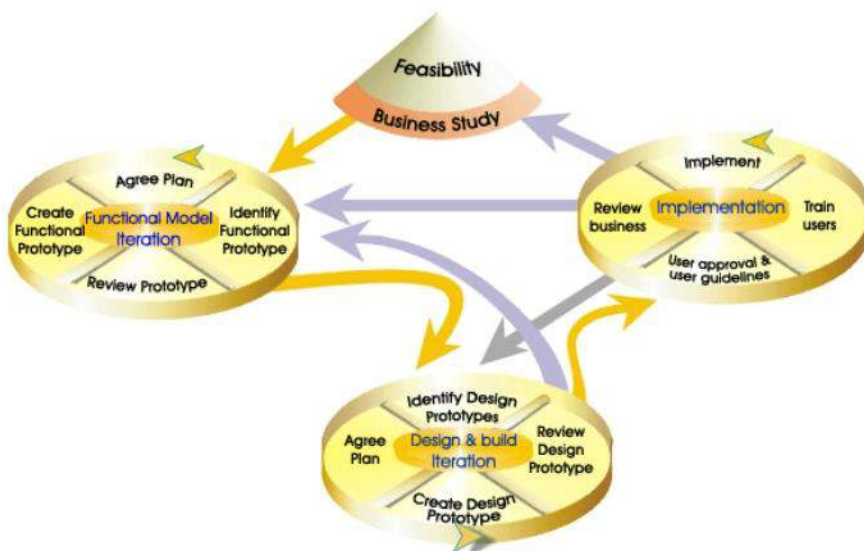 Feasibility
Business Study
Agree Plan
Create
Functional
Prototype
Functional Model
Iteration
Identify
Functional
Prototype
Review Prototype
Implement
Review
business
Implementation
Train
users
User approval &
user guidelines
Identify Design
Prototypes
Agree
Plan
Design & build
Iteration
Review
Design
Prototype
Create Design
Prototype